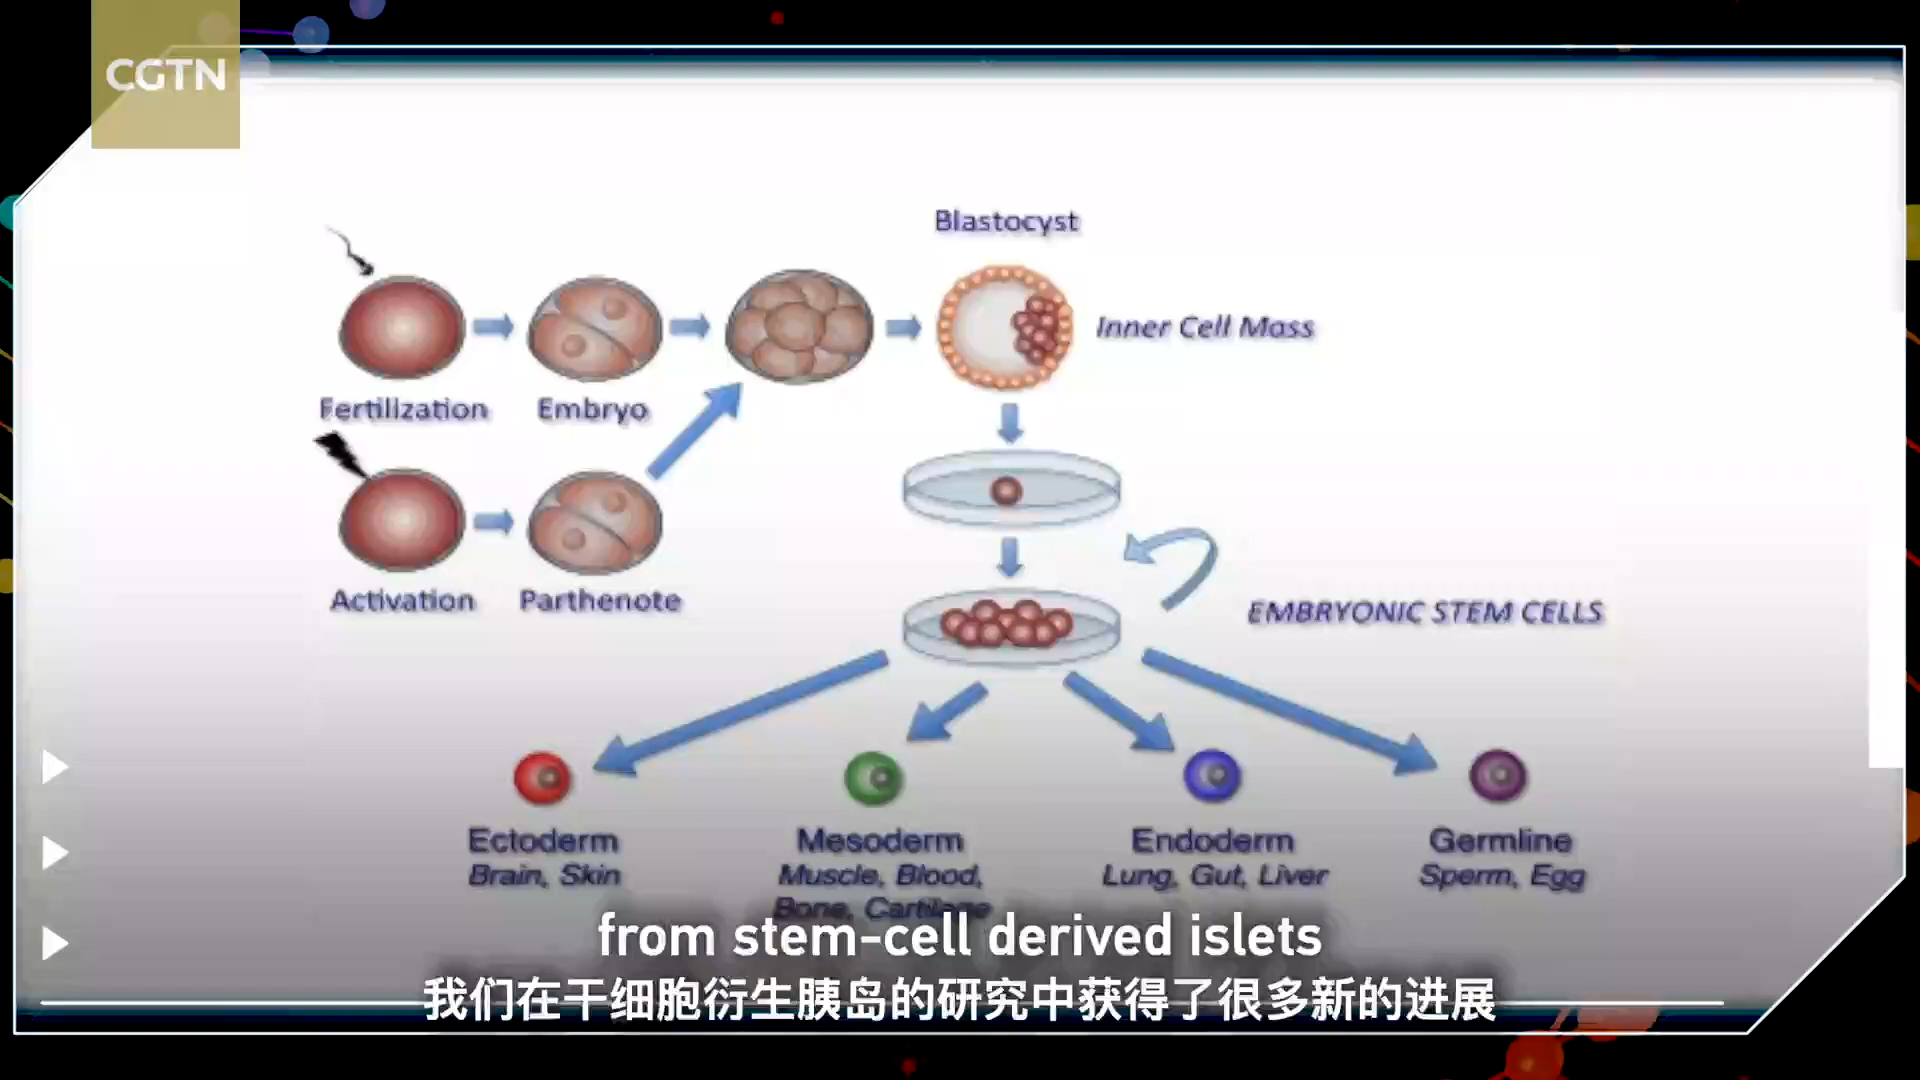 CGTN
Blastocyst
Inner Cell Mass
Fertilization
Embryo
Activation
Parthenote
EMBRYONIC STEM CELLS
Ectoderm
Brain, Skin
Mesoderm
Muscle, Blood,
Bone, Cartilage
Endoderm
Lung, Gut, Liver
Germline
Sperm, Egg
from stem-cell derived islets
我们在干细胞衍生胰岛的研究中获得了很多新的进展